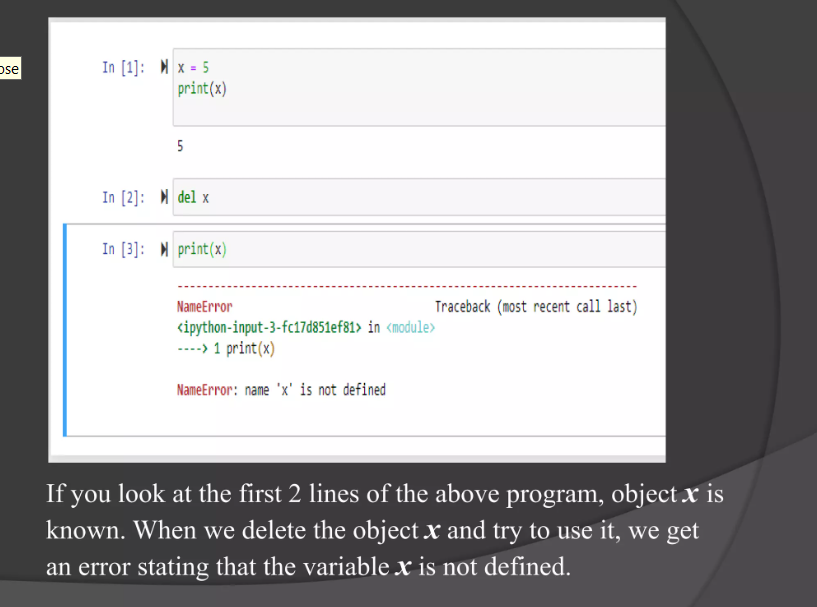 ose
In [1]: x = 5
print(x)
5
In [2]: del x
In [3]: print(x)
---------------------------------------------------------------------------
NameError Traceback (most recent call last)
<ipython-input-3-fc17d851ef81> in <module>
----> 1 print(x)
NameError: name 'x' is not defined
If you look at the first 2 lines of the above program, object x is
known. When we delete the object x and try to use it, we get
an error stating that the variable x is not defined.